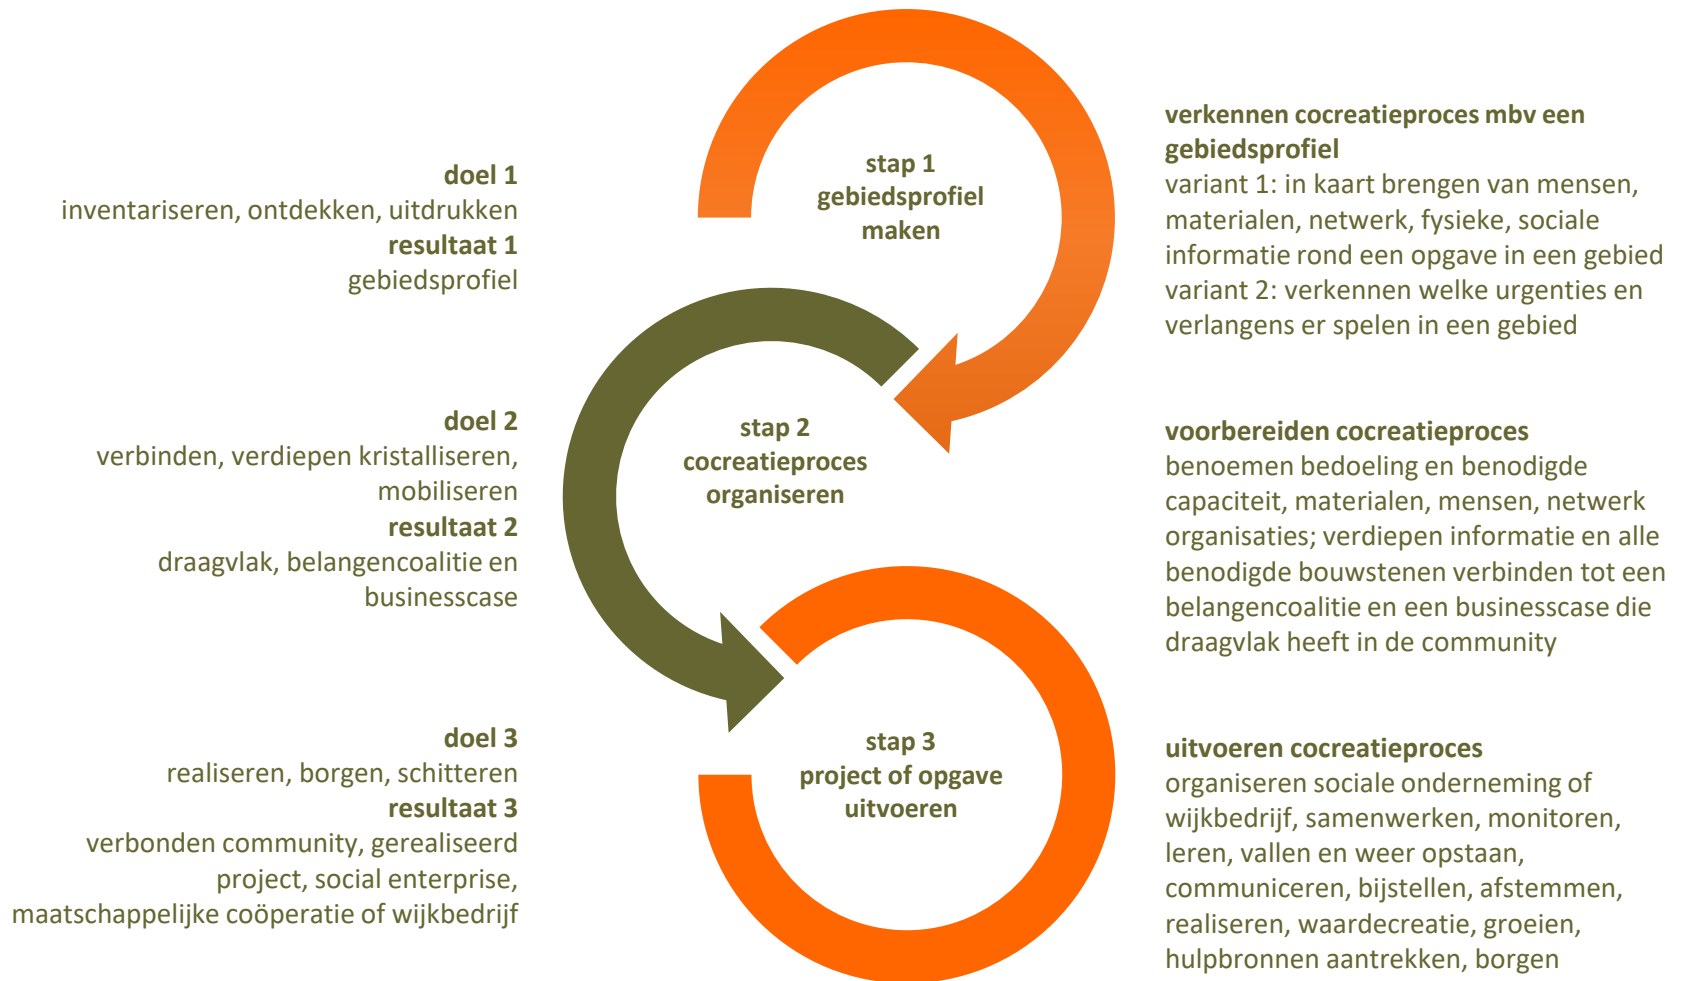 doel 1
inventariseren, ontdekken, uitdrukken
resultaat 1
gebiedsprofiel
stap 1
gebiedsprofiel
maken
verkennen cocreatieproces mbv een
gebiedsprofiel
variant 1: in kaart brengen van mensen,
materialen, netwerk, fysieke, sociale
informatie rond een opgave in een gebied
variant 2: verkennen welke urgenties en
verlangens er spelen in een gebied
doel 2
verbinden, verdiepen kristalliseren,
mobiliseren
resultaat 2
draagvlak, belangencoalitie en
businesscase
stap 2
cocreatieproces
organiseren
voorbereiden cocreatieproces
benoemen bedoeling en benodigde
capaciteit, materialen, mensen, netwerk
organisaties; verdiepen informatie en alle
benodigde bouwstenen verbinden tot een
belangencoalitie en een businesscase die
draagvlak heeft in de community
doel 3
realiseren, borgen, schitteren
resultaat 3
verbonden community, gerealiseerd
project, social enterprise,
maatschappelijke coöperatie of wijkbedrijf
stap 3
project of opgave
uitvoeren
uitvoeren cocreatieproces
organiseren sociale onderneming of
wijkbedrijf, samenwerken, monitoren,
leren, vallen en weer opstaan,
communiceren, bijstellen, afstemmen,
realiseren, waardecreatie, groeien,
hulpbronnen aantrekken, borgen